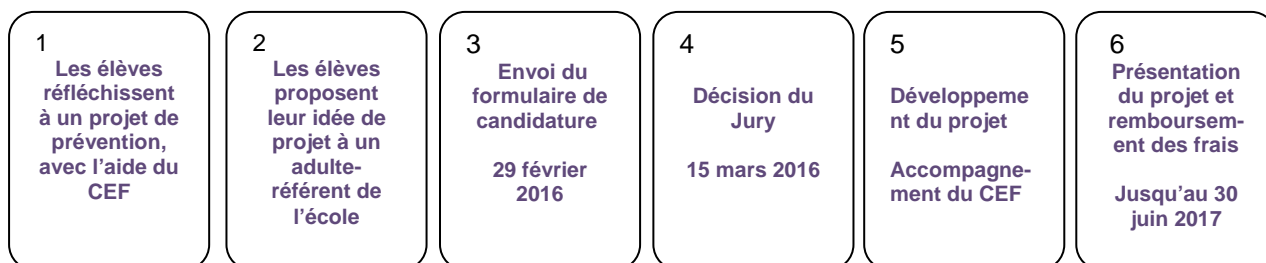 1
Les élèves
réfléchissent
à un projet de
prévention,
avec l’aide du
CEF
2
Les élèves
proposent
leur idée de
projet à un
adulte-
référent de
l’école
3
Envoi du
formulaire de
candidature
29 février
2016
4
Décision du
Jury
15 mars 2016
5
Développeme
nt du projet
Accompagne-
ment du CEF
6
Présentation
du projet et
remboursem-
ent des frais
Jusqu’au 30
juin 2017